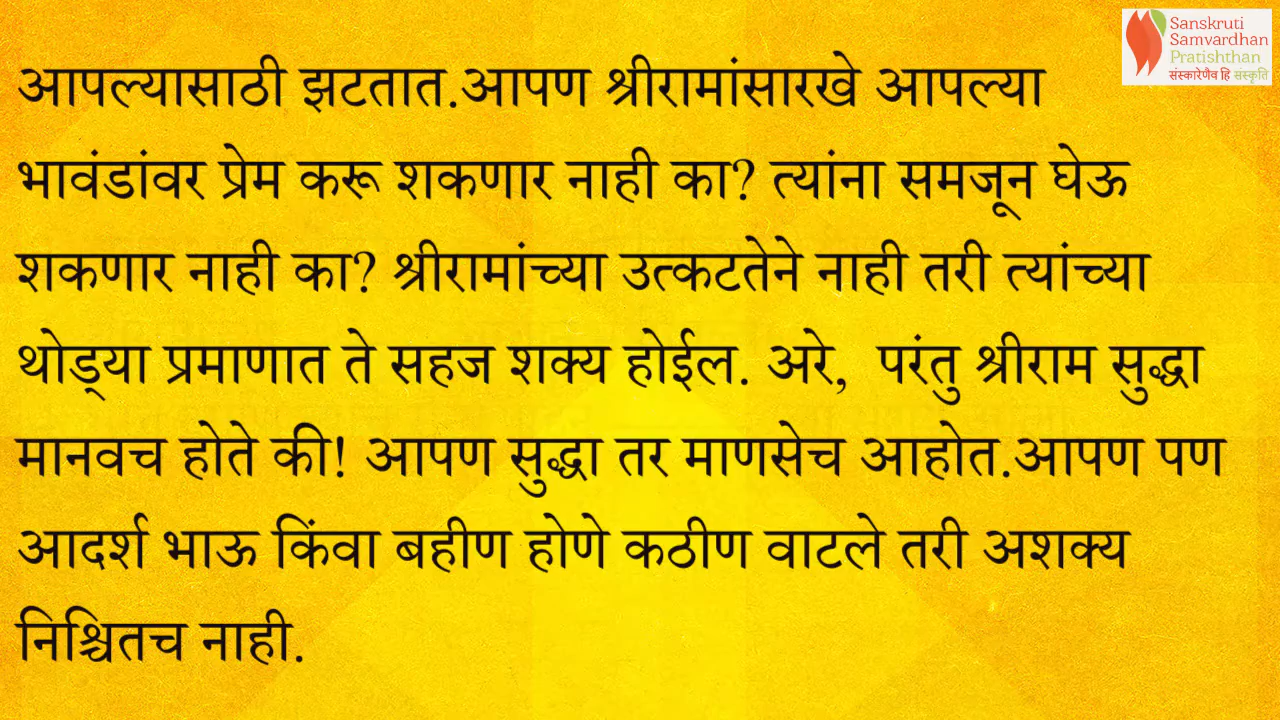 Sanskruti
Samvardhan
Pratishthan
संस्कारेणैव हि संस्कृति
आपल्यासाठी झटतात.आपण श्रीरामांसारखे आपल्या
भावंडांवर प्रेम करू शकणार नाही का? त्यांना समजून घेऊ
शकणार नाही का? श्रीरामांच्या उत्कटतेने नाही तरी त्यांच्या
थोड्या प्रमाणात ते सहज शक्य होईल. अरे,  परंतु श्रीराम सुद्धा
मानवच होते की! आपण सुद्धा तर माणसेच आहोत.आपण पण
आदर्श भाऊ किंवा बहीण होणे कठीण वाटले तरी अशक्य
निश्चितच नाही.